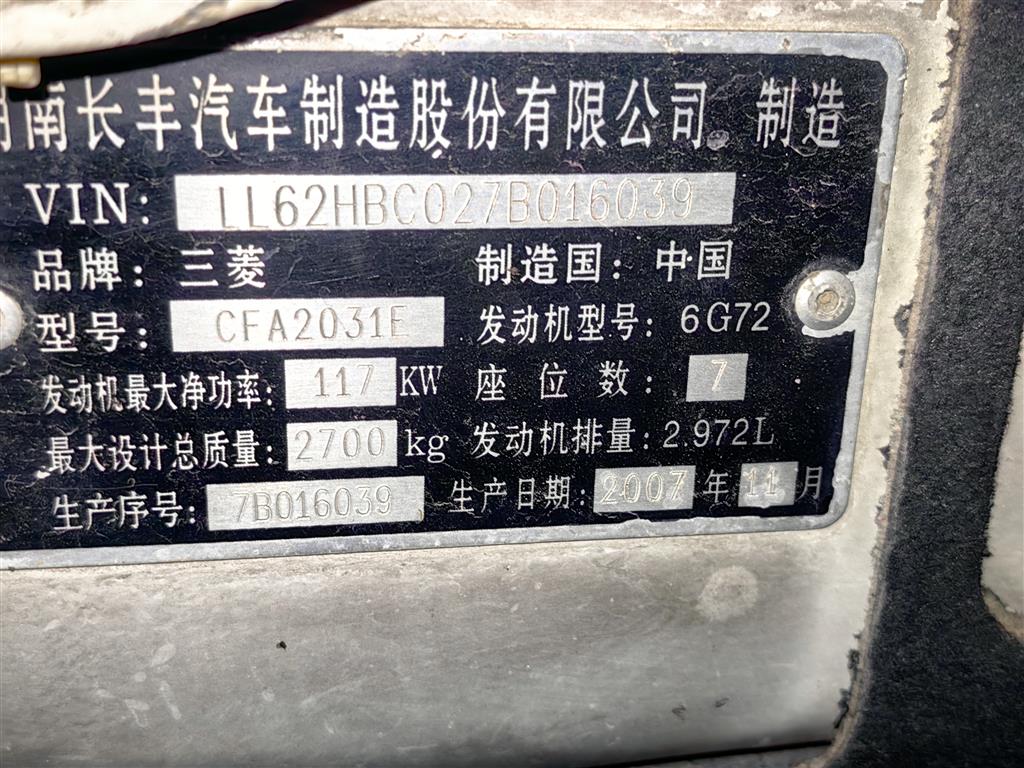 湖南长丰汽车制造股份有限公司 制造
VIN: LL62HBC027B016039
品牌: 三菱 制造国: 中国
型号: CFA2031E 发动机型号: 6G72
发动机最大净功率: 117 KW 座位数: 7
最大设计总质量: 2700 kg 发动机排量: 2.972L
生产序号: 7B016039 生产日期: 2007 年 11 月